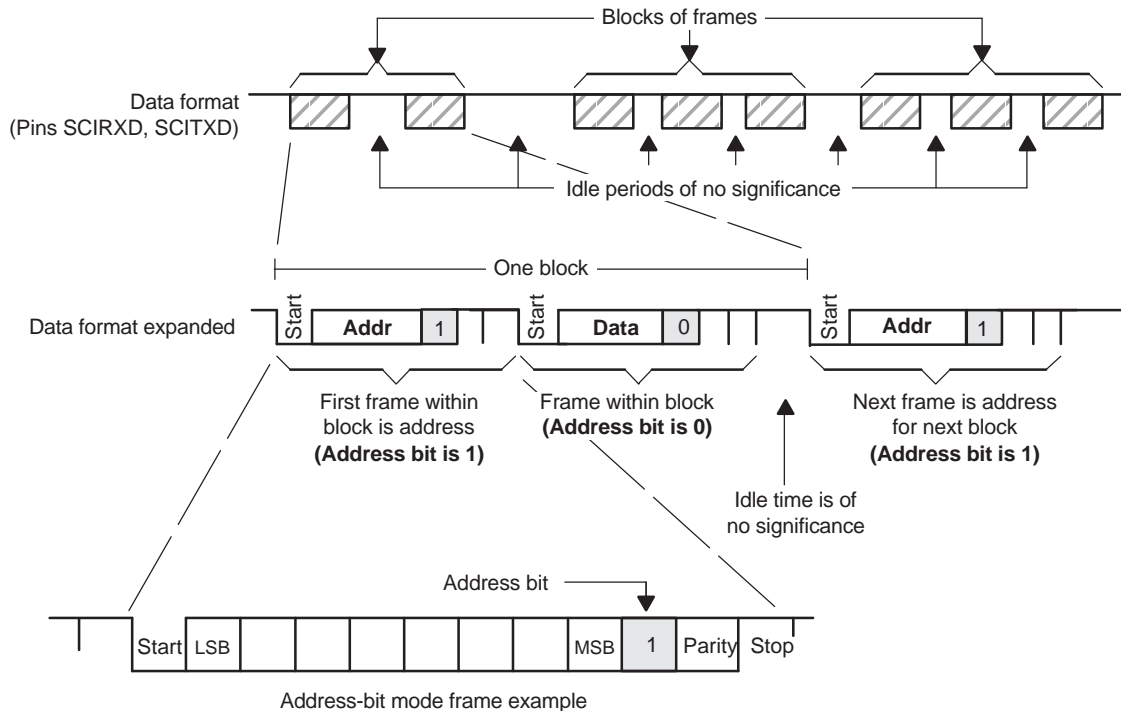 Blocks of frames
Data format
(Pins SCIRXD, SCITXD)
Idle periods of no significance
One block
Data format expanded
Start
Addr
1
Start
Data
0
Start
Addr
1
First frame within
block is address
(Address bit is 1)
Frame within block
(Address bit is 0)
Next frame is address
for next block
(Address bit is 1)
Idle time is of
no significance
Address bit
Start
LSB
MSB
1
Parity
Stop
Address-bit mode frame example